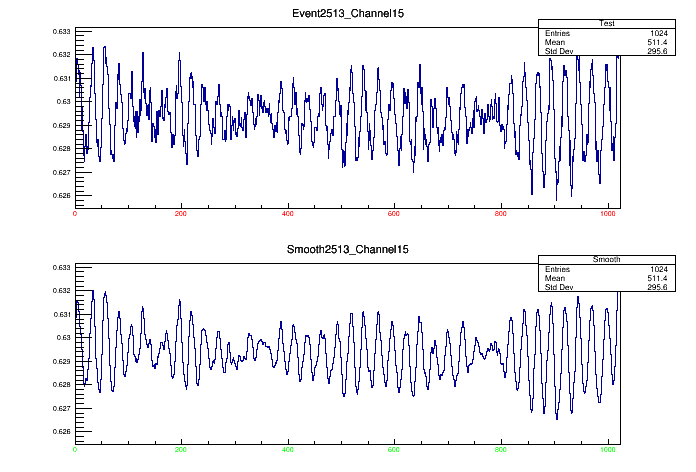 Event2513_Channel15
Test
Entries 1024
Mean 511.4
Std Dev 295.6
0.633
0.632
0.631
0.63
0.629
0.628
0.627
0.626
0 200 400 600 800 1000
Smooth2513_Channel15
Smooth
Entries 1024
Mean 511.4
Std Dev 295.6
0.633
0.632
0.631
0.63
0.629
0.628
0.627
0.626
0 200 400 600 800 1000